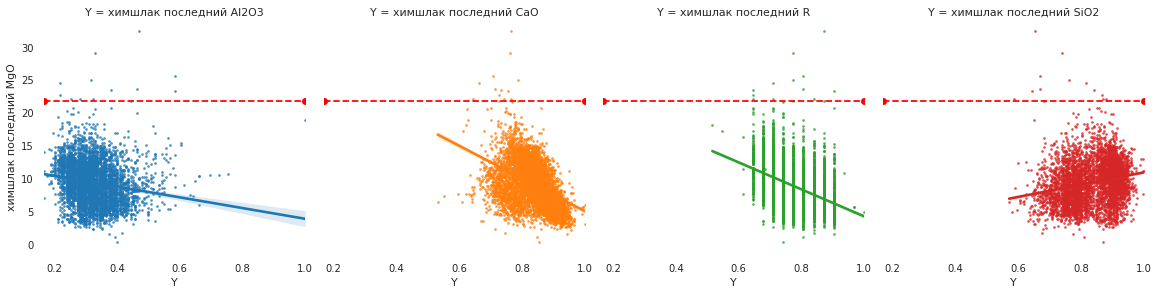 Y = химшлак последний Al2O3
Y = химшлак последний CaO
Y = химшлак последний R
Y = химшлак последний SiO2
химшлак последний MgO
30
25
20
15
10
5
0
0.2 0.4 0.6 0.8 1.0
0.2 0.4 0.6 0.8 1.0
0.2 0.4 0.6 0.8 1.0
0.2 0.4 0.6 0.8 1.0
Y
Y
Y
Y